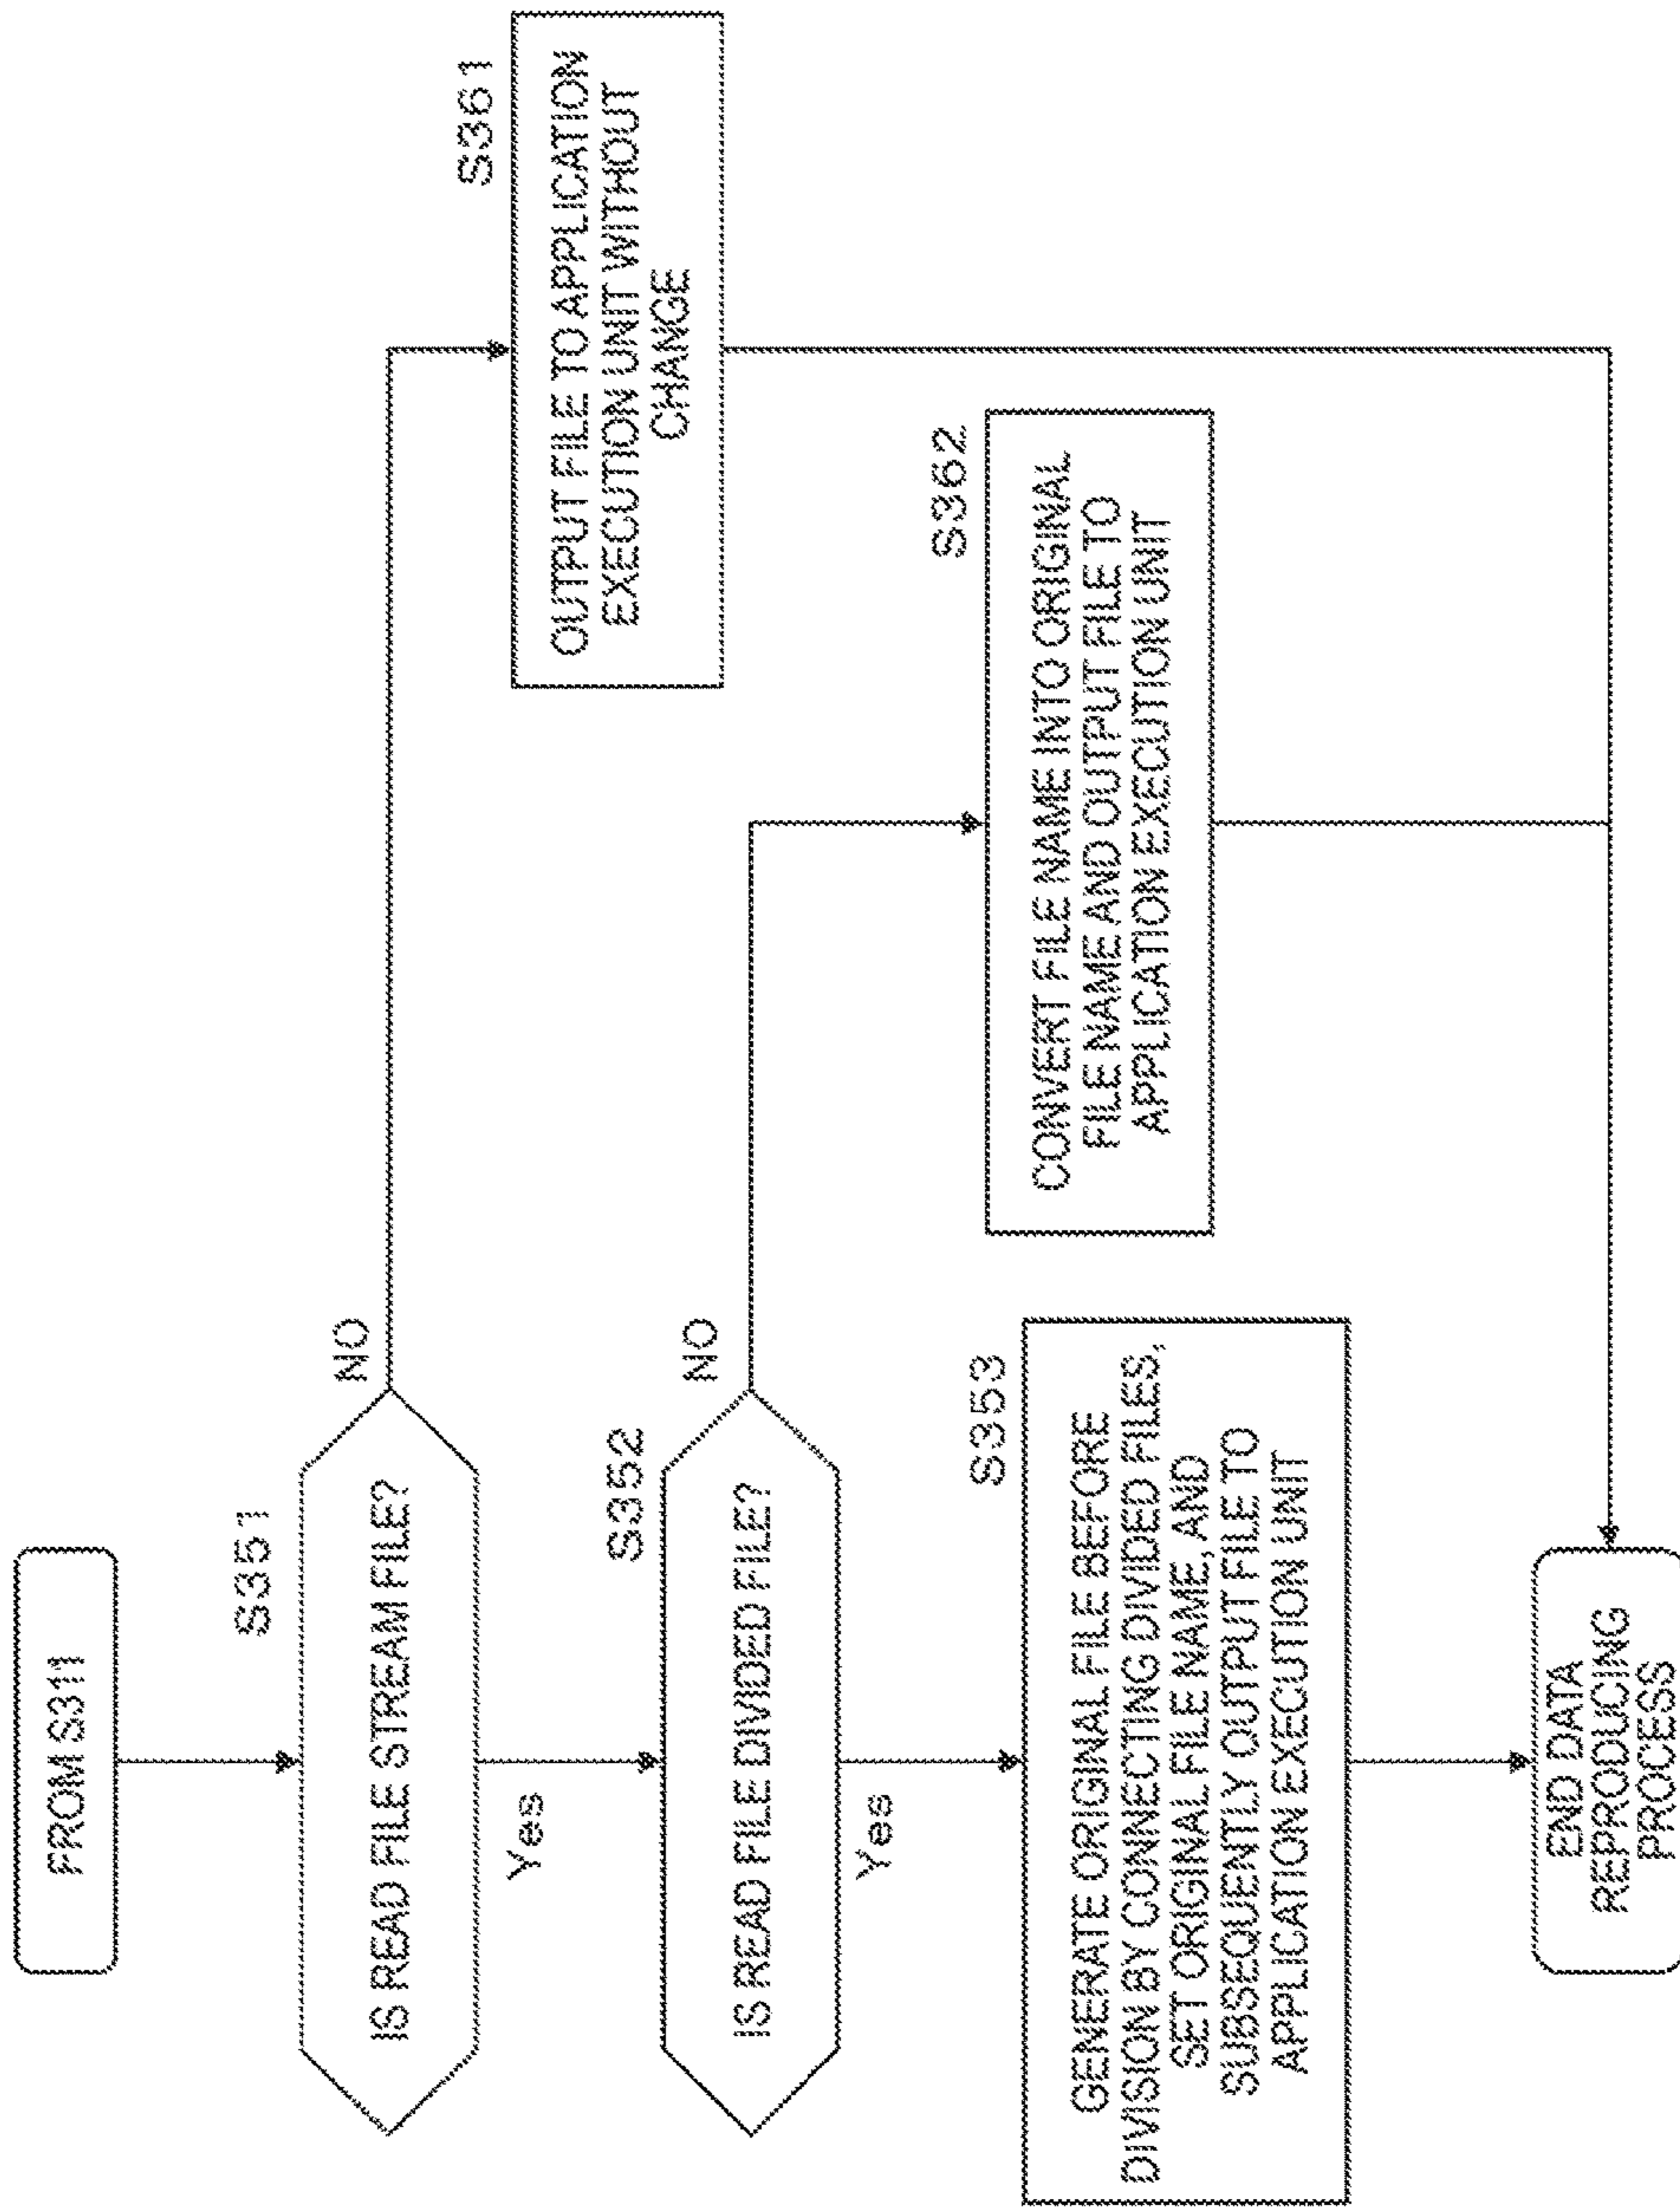 FROM S311
S351
IS READ FILE STREAM FILE?
NO
Yes
S361
OUTPUT FILE TO APPLICATION
EXECUTION UNIT WITHOUT
CHANGE
S352
IS READ FILE DIVIDED FILE?
NO
Yes
S362
CONVERT FILE NAME INTO ORIGINAL
FILE NAME AND OUTPUT FILE TO
APPLICATION EXECUTION UNIT
S353
GENERATE ORIGINAL FILE BEFORE
DIVISION BY CONNECTING DIVIDED FILES,
SET ORIGINAL FILE NAME, AND
SUBSEQUENTLY OUTPUT FILE TO
APPLICATION EXECUTION UNIT
END DATA
REPRODUCING
PROCESS